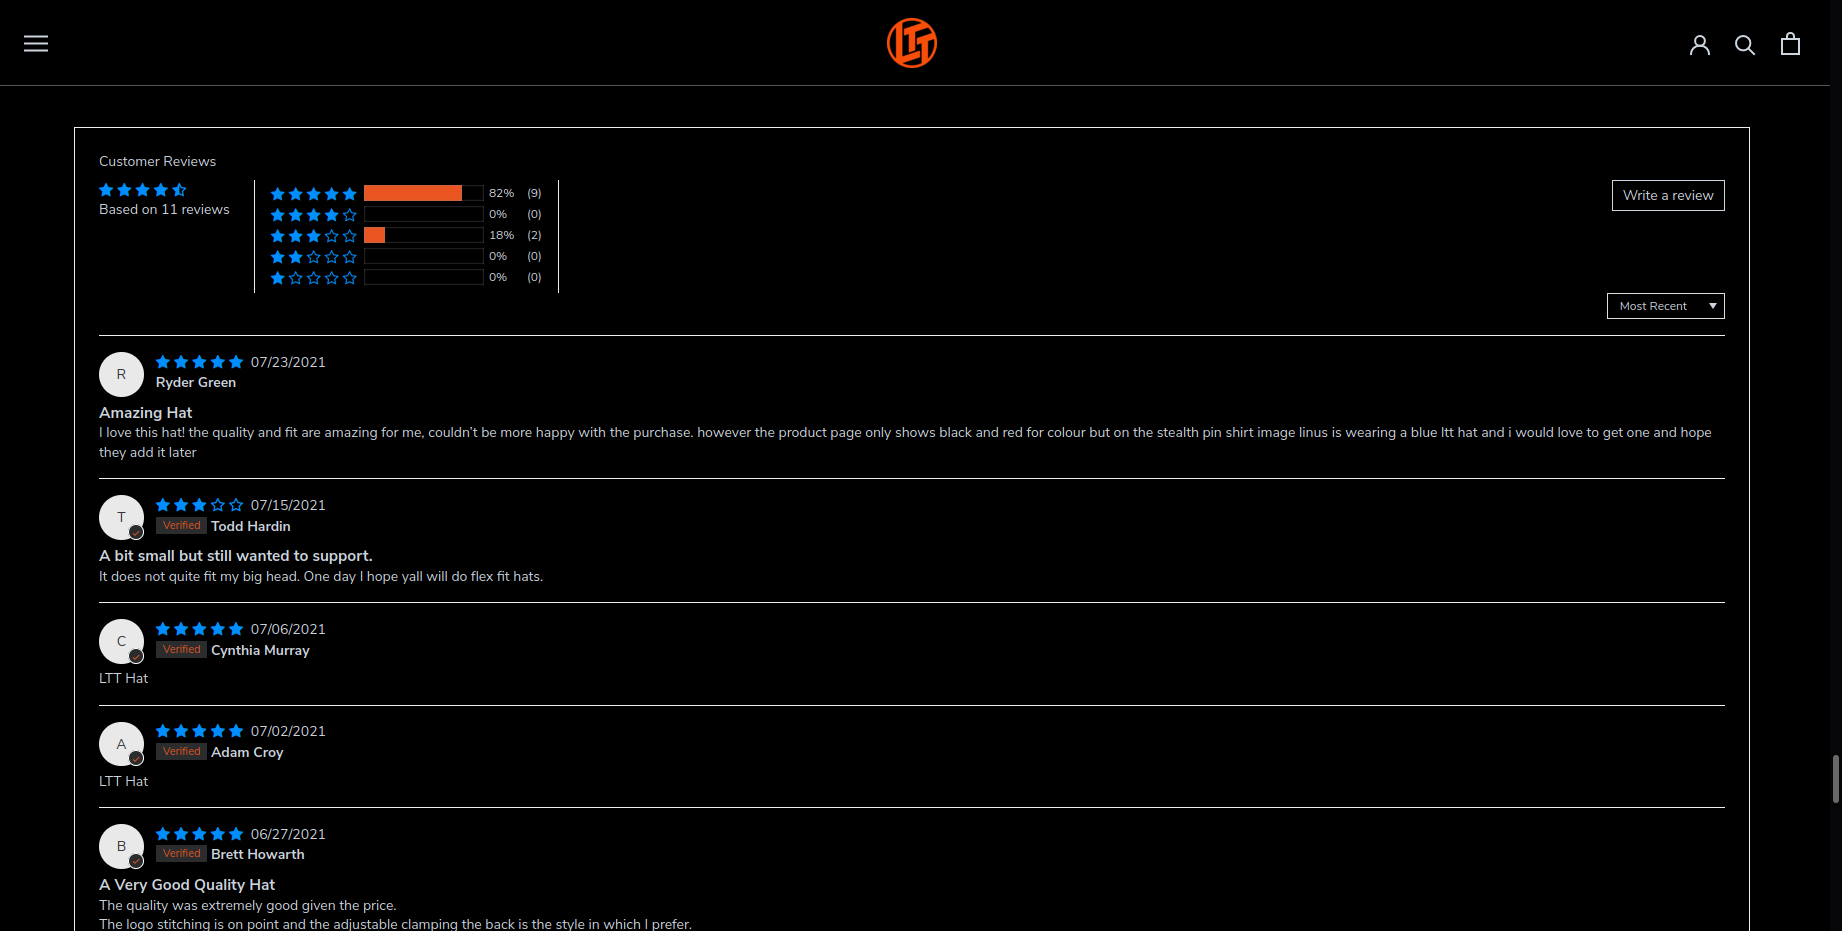 LTT
Customer Reviews
Based on 11 reviews
82% (9)
0% (0)
18% (2)
0% (0)
0% (0)
Write a review
Most Recent
R
07/23/2021
Ryder Green
Amazing Hat
I love this hat! the quality and fit are amazing for me, couldn't be more happy with the purchase. however the product page only shows black and red for colour but on the stealth pin shirt image linus is wearing a blue ltt hat and i would love to get one and hope
they add it later
T
07/15/2021
Verified Todd Hardin
A bit small but still wanted to support.
It does not quite fit my big head. One day I hope yall will do flex fit hats.
C
07/06/2021
Verified Cynthia Murray
LTT Hat
A
07/02/2021
Verified Adam Croy
LTT Hat
B
06/27/2021
Verified Brett Howarth
A Very Good Quality Hat
The quality was extremely good given the price.
The logo stitching is on point and the adjustable clamping the back is the style in which I prefer.